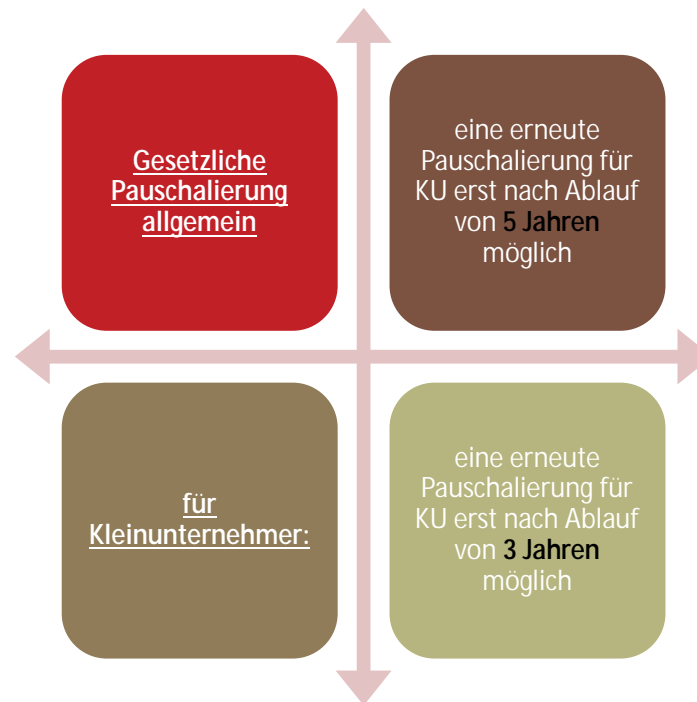 Gesetzliche
Pauschalierung
allgemein
eine erneute
Pauschalierung für
KU erst nach Ablauf
von 5 Jahren
möglich
für
Kleinunternehmer:
eine erneute
Pauschalierung für
KU erst nach Ablauf
von 3 Jahren
möglich